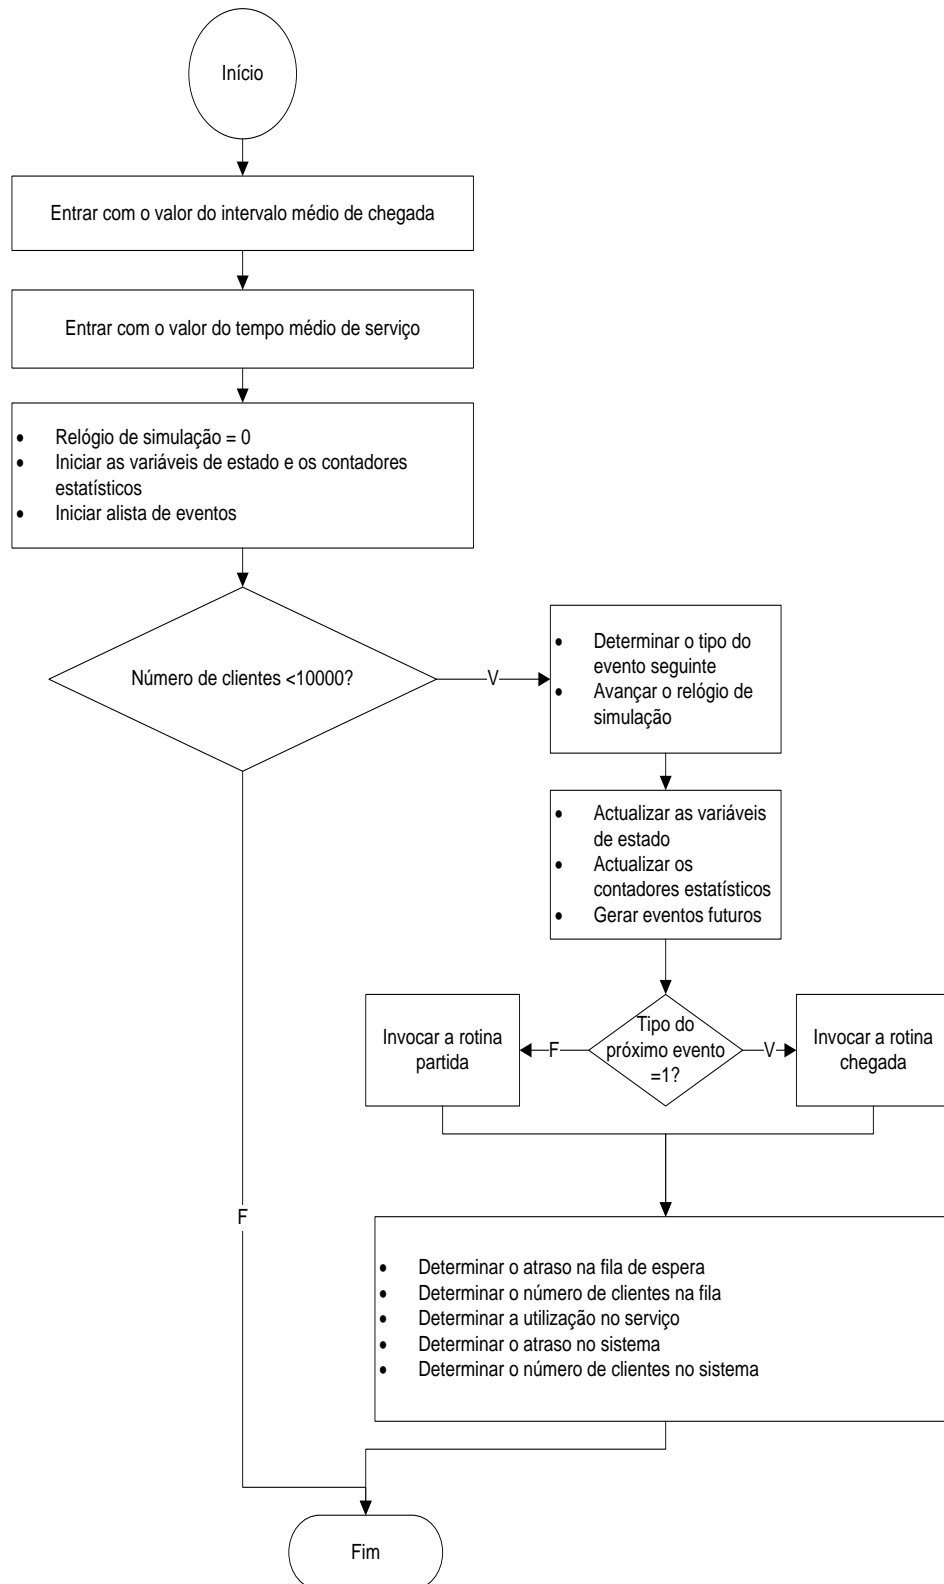 Início
Entrar com o valor do intervalo médio de chegada
Entrar com o valor do tempo médio de serviço
• Relógio de simulação = 0
• Iniciar as variáveis de estado e os contadores
estatísticos
• Iniciar alista de eventos
Número de clientes <10000?
V
• Determinar o tipo do
evento seguinte
• Avançar o relógio de
simulação
• Actualizar as variáveis
de estado
• Actualizar os
contadores estatísticos
• Gerar eventos futuros
Invocar a rotina
partida
F
Tipo do
próximo evento
=1?
V
Invocar a rotina
chegada
F
• Determinar o atraso na fila de espera
• Determinar o número de clientes na fila
• Determinar a utilização no serviço
• Determinar o atraso no sistema
• Determinar o número de clientes no sistema
Fim